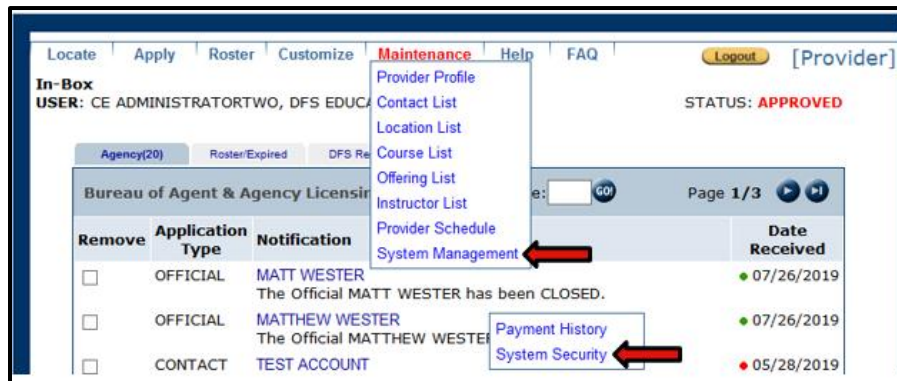 Locate Apply Roster Customize Maintenance Help FAQ Logout [Provider]
In-Box
USER: CE ADMINISTRATORTWO, DFS EDUCA STATUS: APPROVED
Provider Profile
Contact List
Location List
Course List
Offering List
Instructor List
Provider Schedule
System Management
Agency(20) Roster/Expired DFS Re
Bureau of Agent & Agency Licensin e: GO! Page 1/3
Remove Application Type Notification Date Received
OFFICIAL MATT WESTER 07/26/2019
The Official MATT WESTER has been CLOSED.
OFFICIAL MATTHEW WESTER 07/26/2019
The Official MATTHEW WESTE
Payment History
System Security
CONTACT TEST ACCOUNT 05/28/2019